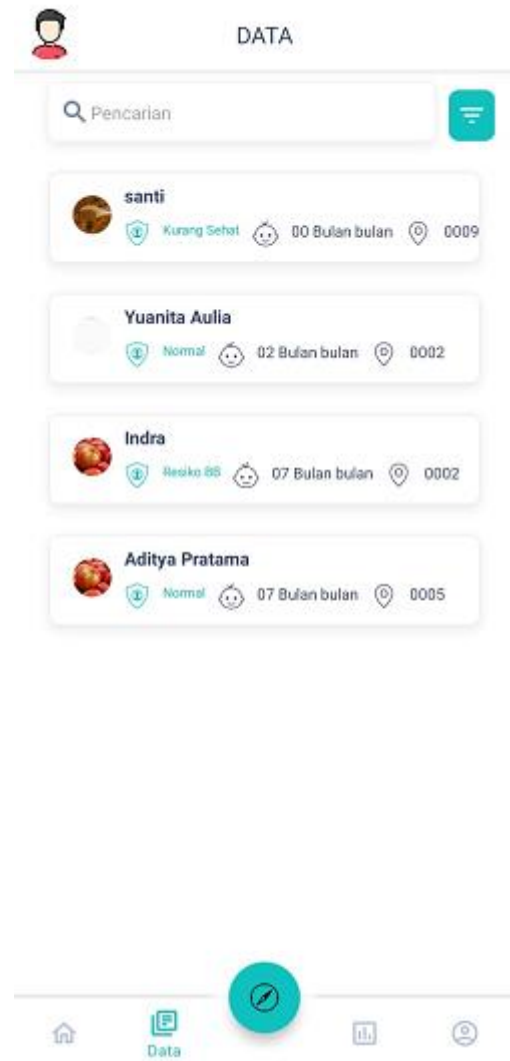 DATA
Pencarian
santi
Kurang Sehat 00 Bulan bulan 0009
Yuanita Aulia
Normal 02 Bulan bulan 0002
Indra
Resiko BB 07 Bulan bulan 0002
Aditya Pratama
Normal 07 Bulan bulan 0005
Data